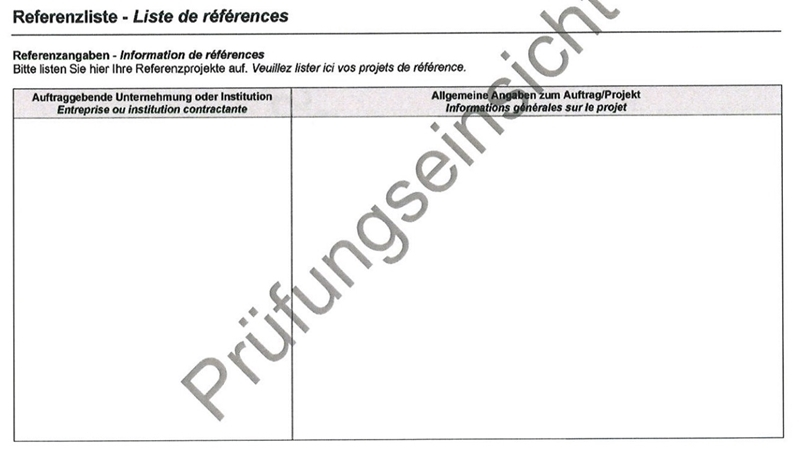 Referenzliste - Liste de références
Referenzangaben - Information de références
Bitte listen Sie hier Ihre Referenzprojekte auf. Veuillez lister ici vos projets de référence.
Auftraggebende Unternehmung oder Institution
Entreprise ou institution contractante
Allgemeine Angaben zum Auftrag/Projekt
Informations générales sur le projet
Prüfungseinsicht